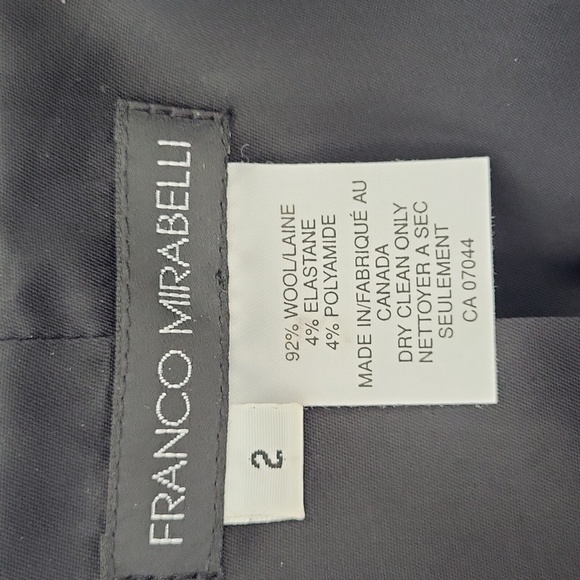 FRANCO MIRABELLI
2
92% WOOL/LAINE
4% ELASTANE
4% POLYAMIDE
MADE IN/FABRIQUÉ AU
CANADA
DRY CLEAN ONLY
NETTOYER A SEC
SEULEMENT
CA 07044